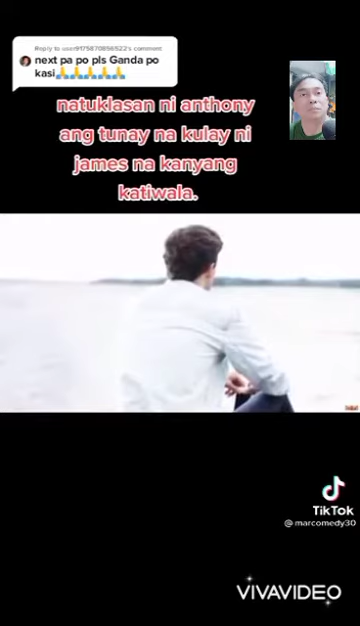 Reply to user9175870856522's comment
next pa po pls Ganda po
kasi🙏🙏🙏🙏🙏
natuklasan ni anthony
ang tunay na kulay ni
james na kanyang
katiwala.
TikTok
@marcomedy30
VIVAVIDEO